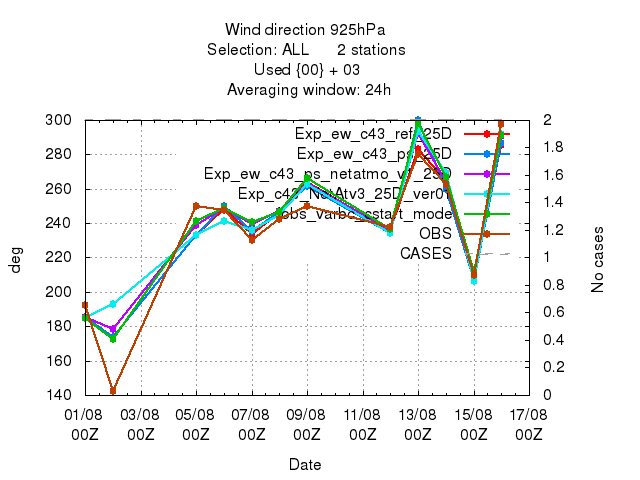 Wind direction 925hPa
Selection: ALL 2 stations
Used {00} + 03
Averaging window: 24h
300
280
260
240
220
200
180
160
140
deg
2
1.8
1.6
1.4
1.2
1
0.8
0.6
0.4
0.2
0
No cases
Exp_ew_c43_ref_25D
Exp_ew_c43_ps_25D
Exp_ew_c43_ps_netatmo_v1_25D
OBS
CASES
01/08 03/08 05/08 07/08 09/08 11/08 13/08 15/08 17/08
00Z 00Z 00Z 00Z 00Z 00Z 00Z 00Z 00Z
Date